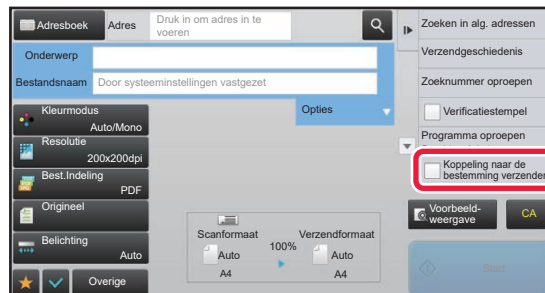 Adresboek
Adres
Druk in om adres in te
voeren
Onderwerp
Bestandsnaam
Door systeeminstellingen vastgezet
Opties
Kleurmodus
Auto/Mono
Resolutie
200x200dpi
Best.Indeling
PDF
Origineel
Belichting
Auto
Overige
Scanformaat
Auto
A4
100%
Verzendformaat
Auto
A4
Zoeken in alg. adressen
Verzendgeschiedenis
Zoeknummer oproepen
Verificatiestempel
Programma oproepen
Koppeling naar de
bestemming verzenden
Voorbeeld-
weergave
CA
Start